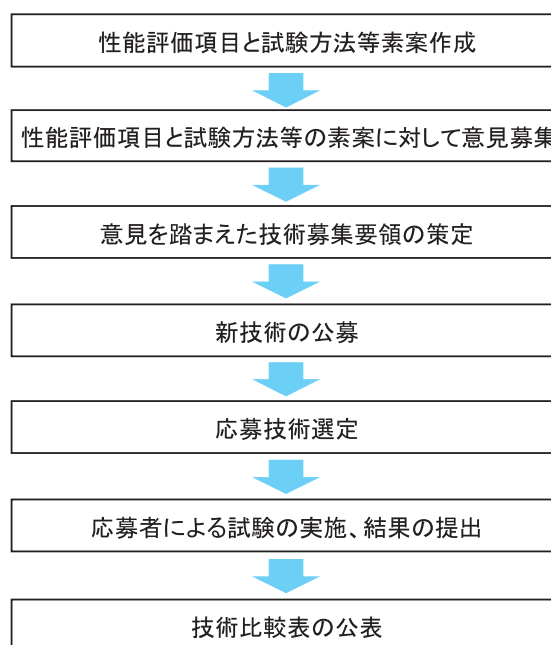 性能評価項目と試験方法等素案作成
性能評価項目と試験方法等の素案に対して意見募集
意見を踏まえた技術募集要領の策定
新技術の公募
応募技術選定
応募者による試験の実施、結果の提出
技術比較表の公表